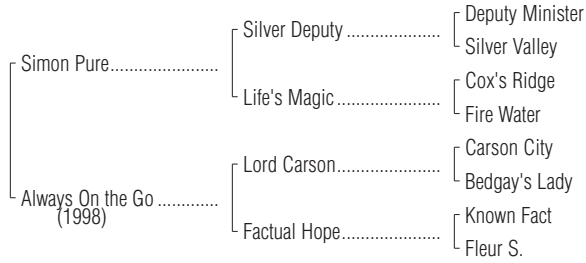 Deputy Minister
Silver Deputy ....................
Silver Valley
Simon Pure.......................
Cox's Ridge
Life's Magic ......................
Fire Water
Carson City
Lord Carson......................
Bedgay's Lady
Always On the Go .............
(1998)
Known Fact
Factual Hope.....................
Fleur S.